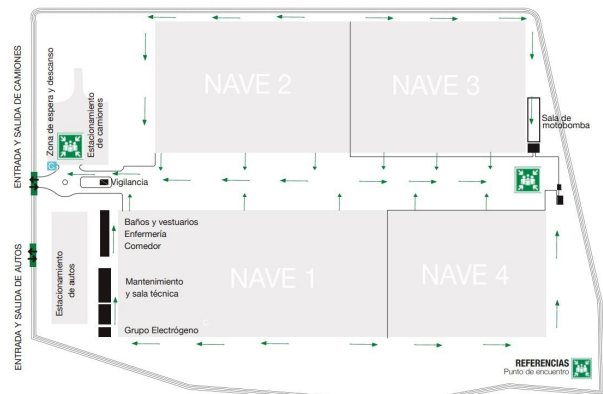 ENTRADA Y SALIDA DE CAMIONES
Zona de espera y descanso
Estacionamiento
de camiones
NAVE 2
NAVE 3
Sala de
motobomba
Vigilancia
ENTRADA Y SALIDA DE AUTOS
Estacionamiento
de autos
Baños y vestuarios
Enfermería
Comedor
Mantenimiento
y sala técnica
Grupo Electrógeno
NAVE 1
NAVE 4
REFERENCIAS
Punto de encuentro